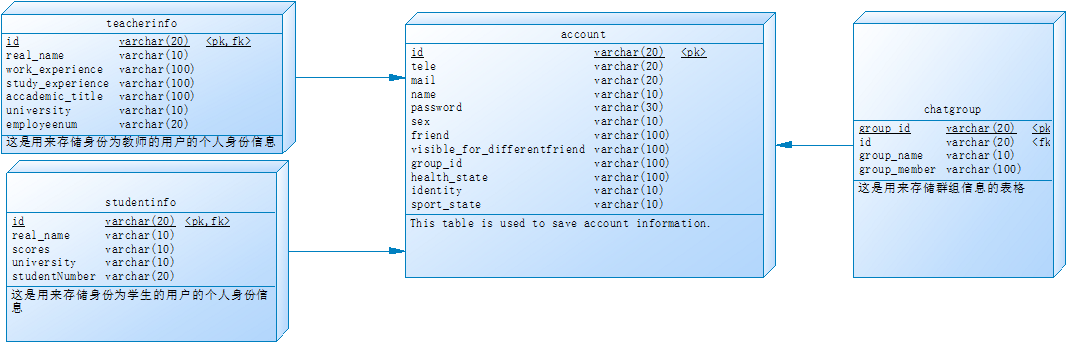 teacherinfo
id varchar(20) <pk,fk>
real_name varchar(10)
work_experience varchar(100)
study_experience varchar(100)
accademic_title varchar(100)
university varchar(10)
employeenum varchar(20)
这是用来存储身份为教师的用户的个人身份信息
studentinfo
id varchar(20) <pk,fk>
real_name varchar(10)
scores varchar(10)
university varchar(10)
studentNumber varchar(20)
这是用来存储身份为学生的用户的个人身份信
息
account
id varchar(20) <pk>
tele varchar(20)
mail varchar(20)
name varchar(10)
password varchar(30)
sex varchar(10)
friend varchar(100)
visible_for_differentfriend varchar(100)
group_id varchar(100)
health_state varchar(100)
identity varchar(10)
sport_state varchar(10)
This table is used to save account information.
chatgroup
group_id varchar(20) <pk
id varchar(20) <fk
group_name varchar(10)
group_member varchar(100)
这是用来存储群组信息的表格